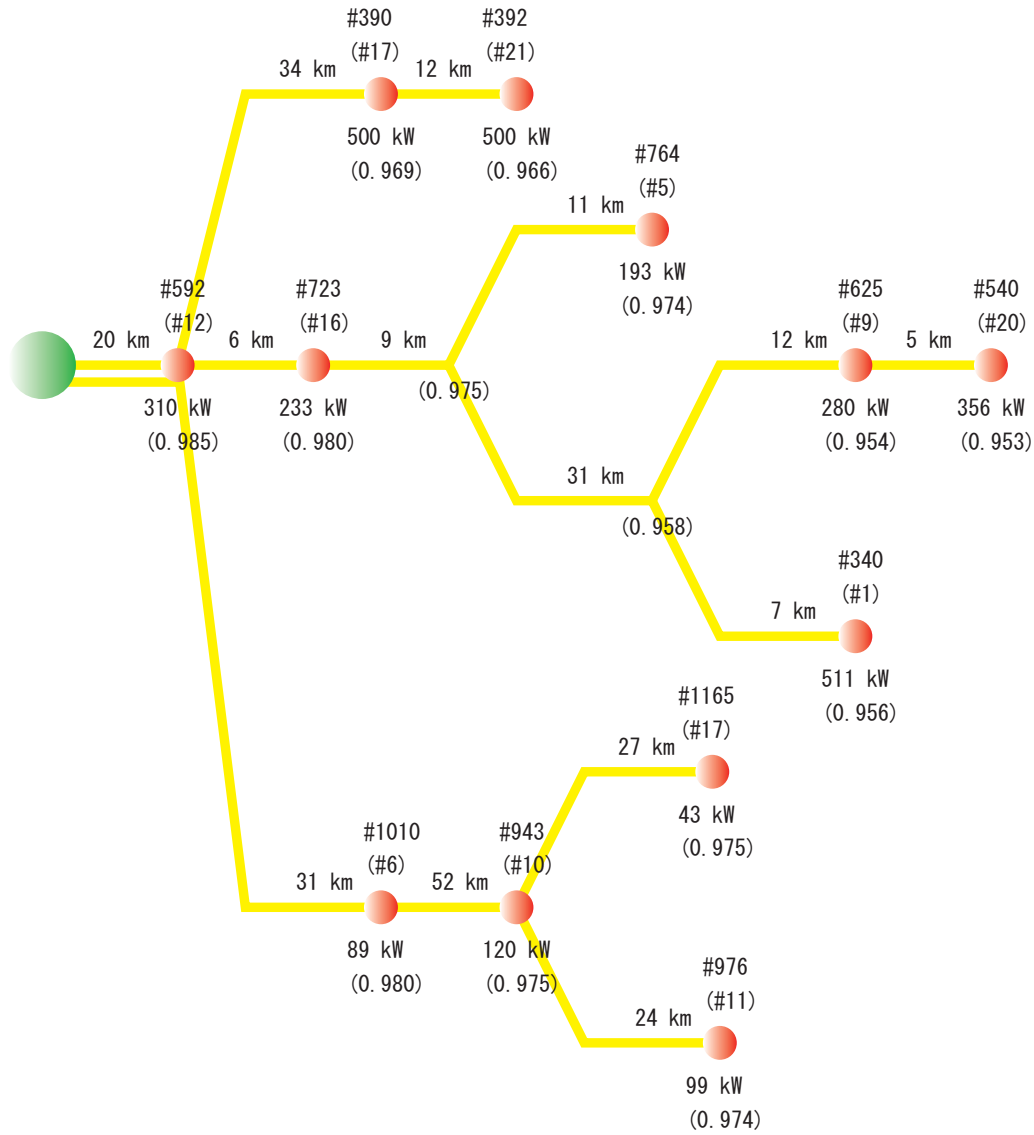 #390
(#17)
#392
(#21)
34 km
12 km
500 kW
(0.969)
500 kW
(0.966)
#764
(#5)
11 km
193 kW
(0.974)
#592
(#12)
#723
(#16)
#625
(#9)
#540
(#20)
20 km
6 km
9 km
12 km
5 km
310 kW
(0.985)
233 kW
(0.980)
(0.975)
280 kW
(0.954)
356 kW
(0.953)
31 km
(0.958)
#340
(#1)
7 km
511 kW
(0.956)
#1165
(#17)
27 km
43 kW
(0.975)
#1010
(#6)
#943
(#10)
31 km
52 km
89 kW
(0.980)
120 kW
(0.975)
#976
(#11)
24 km
99 kW
(0.974)